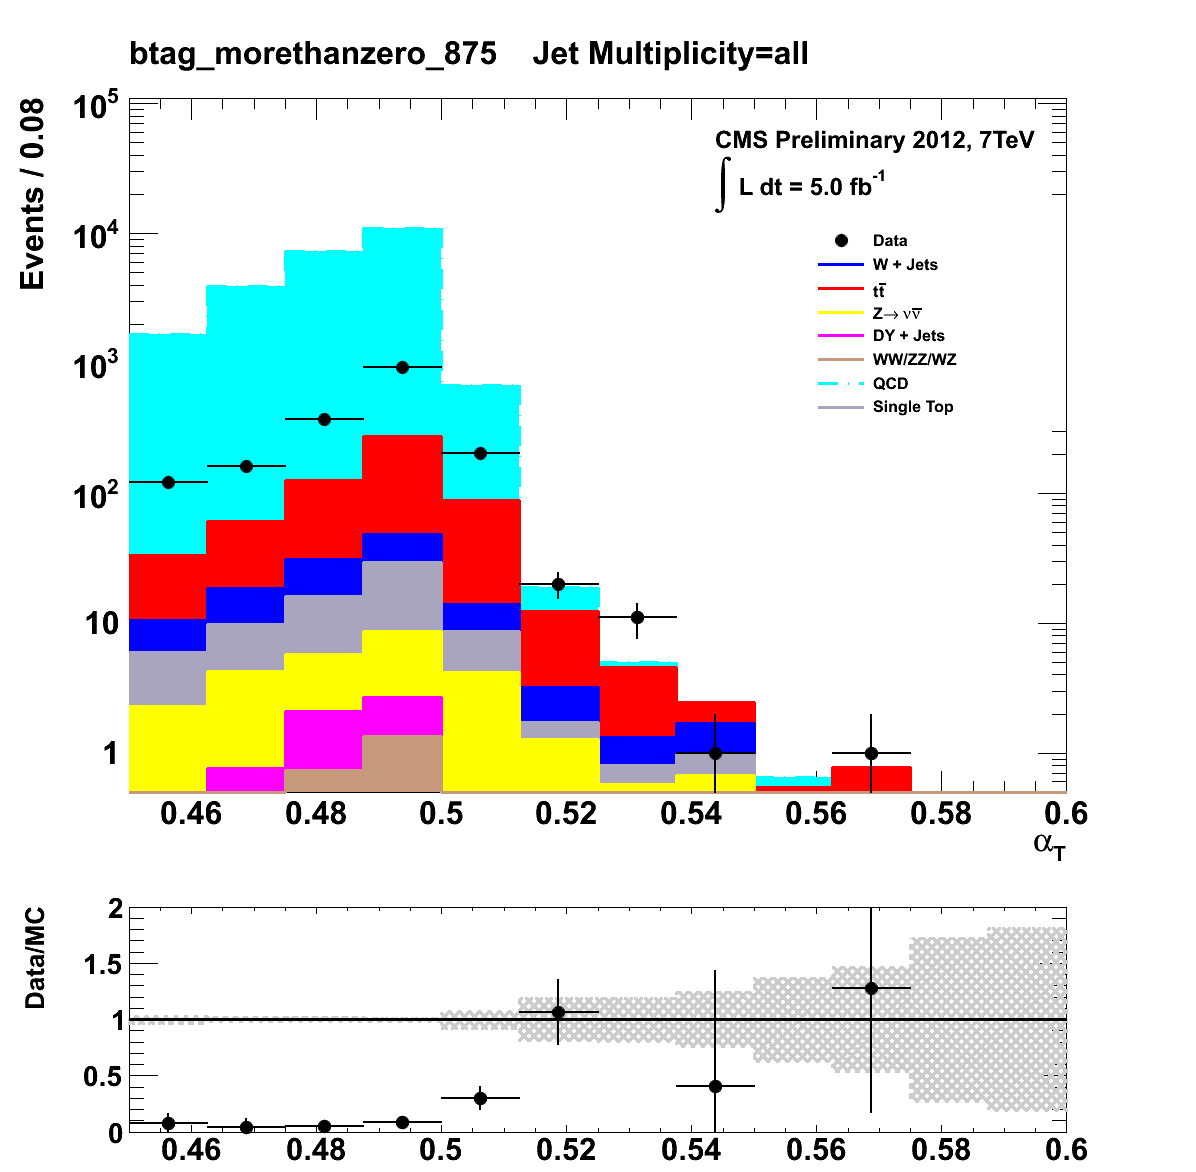 btag_morethanzero_875 Jet Multiplicity=all
Events / 0.08
10^5
10^4
10^3
10^2
10
1
CMS Preliminary 2012, 7TeV
∫ L dt = 5.0 fb^-1
Data
W + Jets
tt̅
Z→ νν̅
DY + Jets
WW/ZZ/WZ
QCD
Single Top
0.46 0.48 0.5 0.52 0.54 0.56 0.58 0.6
α_T
Data/MC
2
1.5
1
0.5
0
0.46 0.48 0.5 0.52 0.54 0.56 0.58 0.6